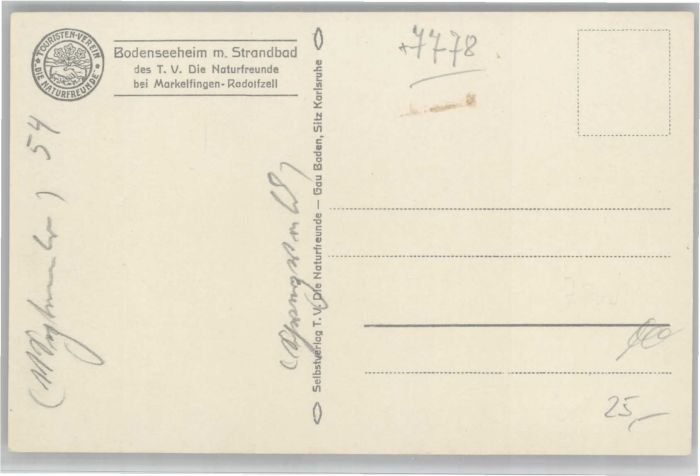 TOURISTEN-VEREIN
"DIE NATURFREUNDE"
Bodenseeheim m. Strandbad
des T. V. Die Naturfreunde
bei Markelfingen-Radolfzell
Selbstverlag T. V. Die Naturfreunde — Gau Baden, Sitz Karlsruhe
*7778
54
25,-